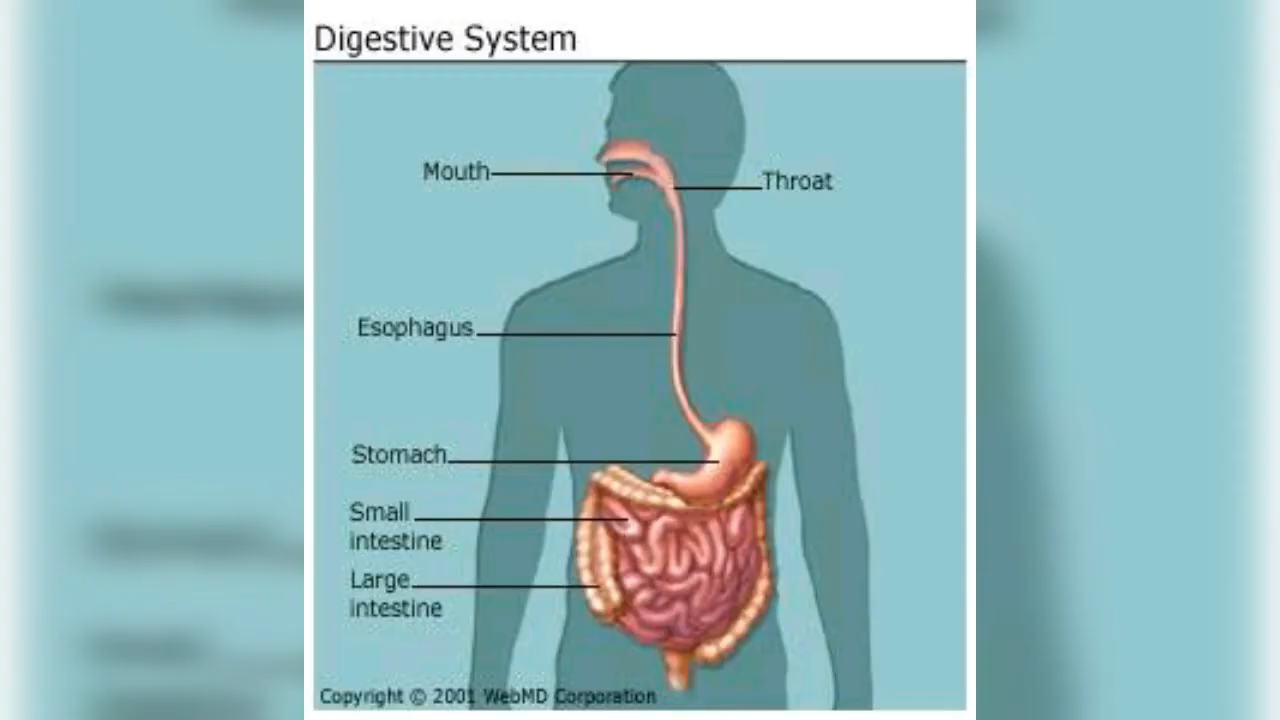 Digestive System
Mouth
Throat
Esophagus
Stomach
Small
intestine
Large
intestine
Copyright © 2001 WebMD Corporation